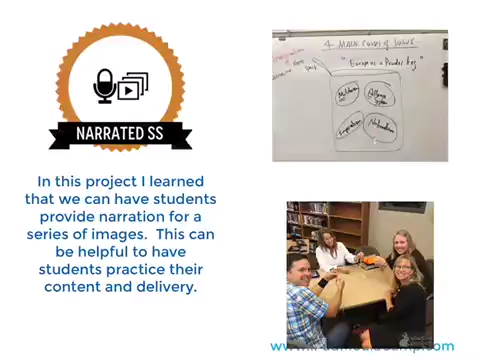 NARRATED SS
In this project I learned
that we can have students
provide narration for a
series of images.  This can
be helpful to have
students practice their
content and delivery.
4 MAIN Causes of WWI
"Europe as a Powder Keg"
Militarism
Alliance
System
Imperialism
Nationalism